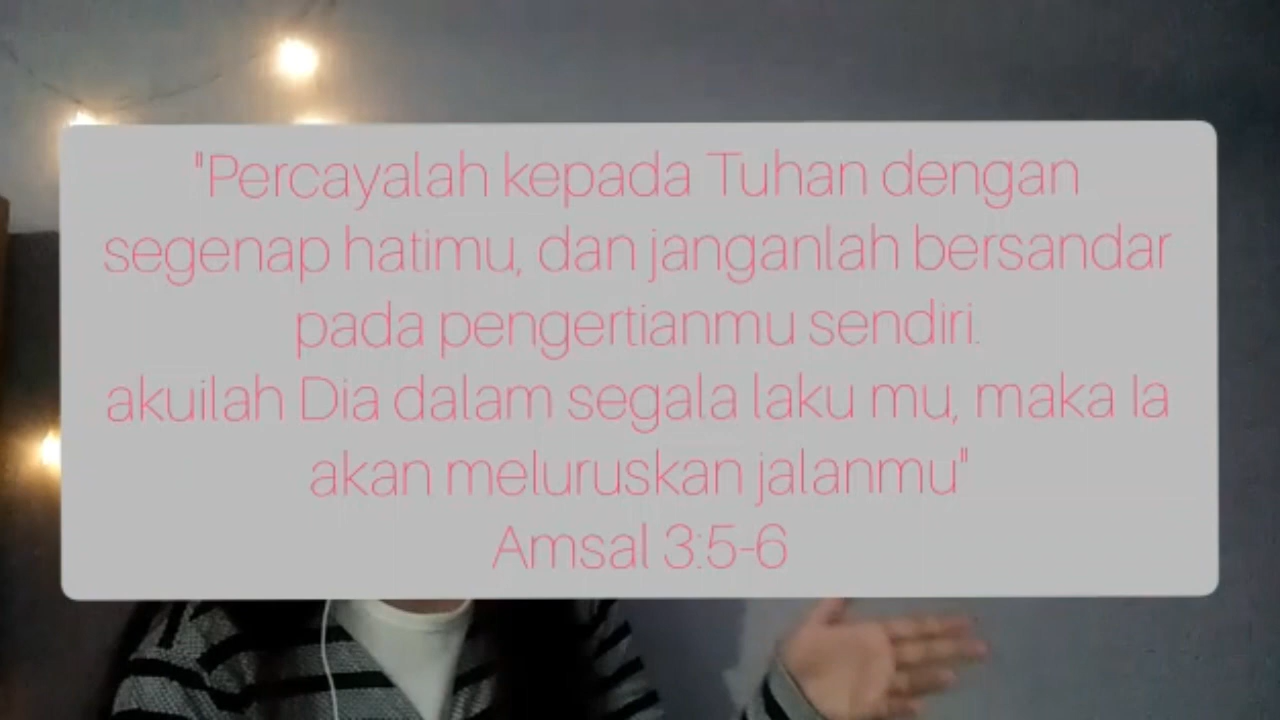 "Percayalah kepada Tuhan dengan
segenap hatimu, dan janganlah bersandar
pada pengertianmu sendiri.
akuilah Dia dalam segala laku mu, maka Ia
akan meluruskan jalanmu"
Amsal 3:5-6